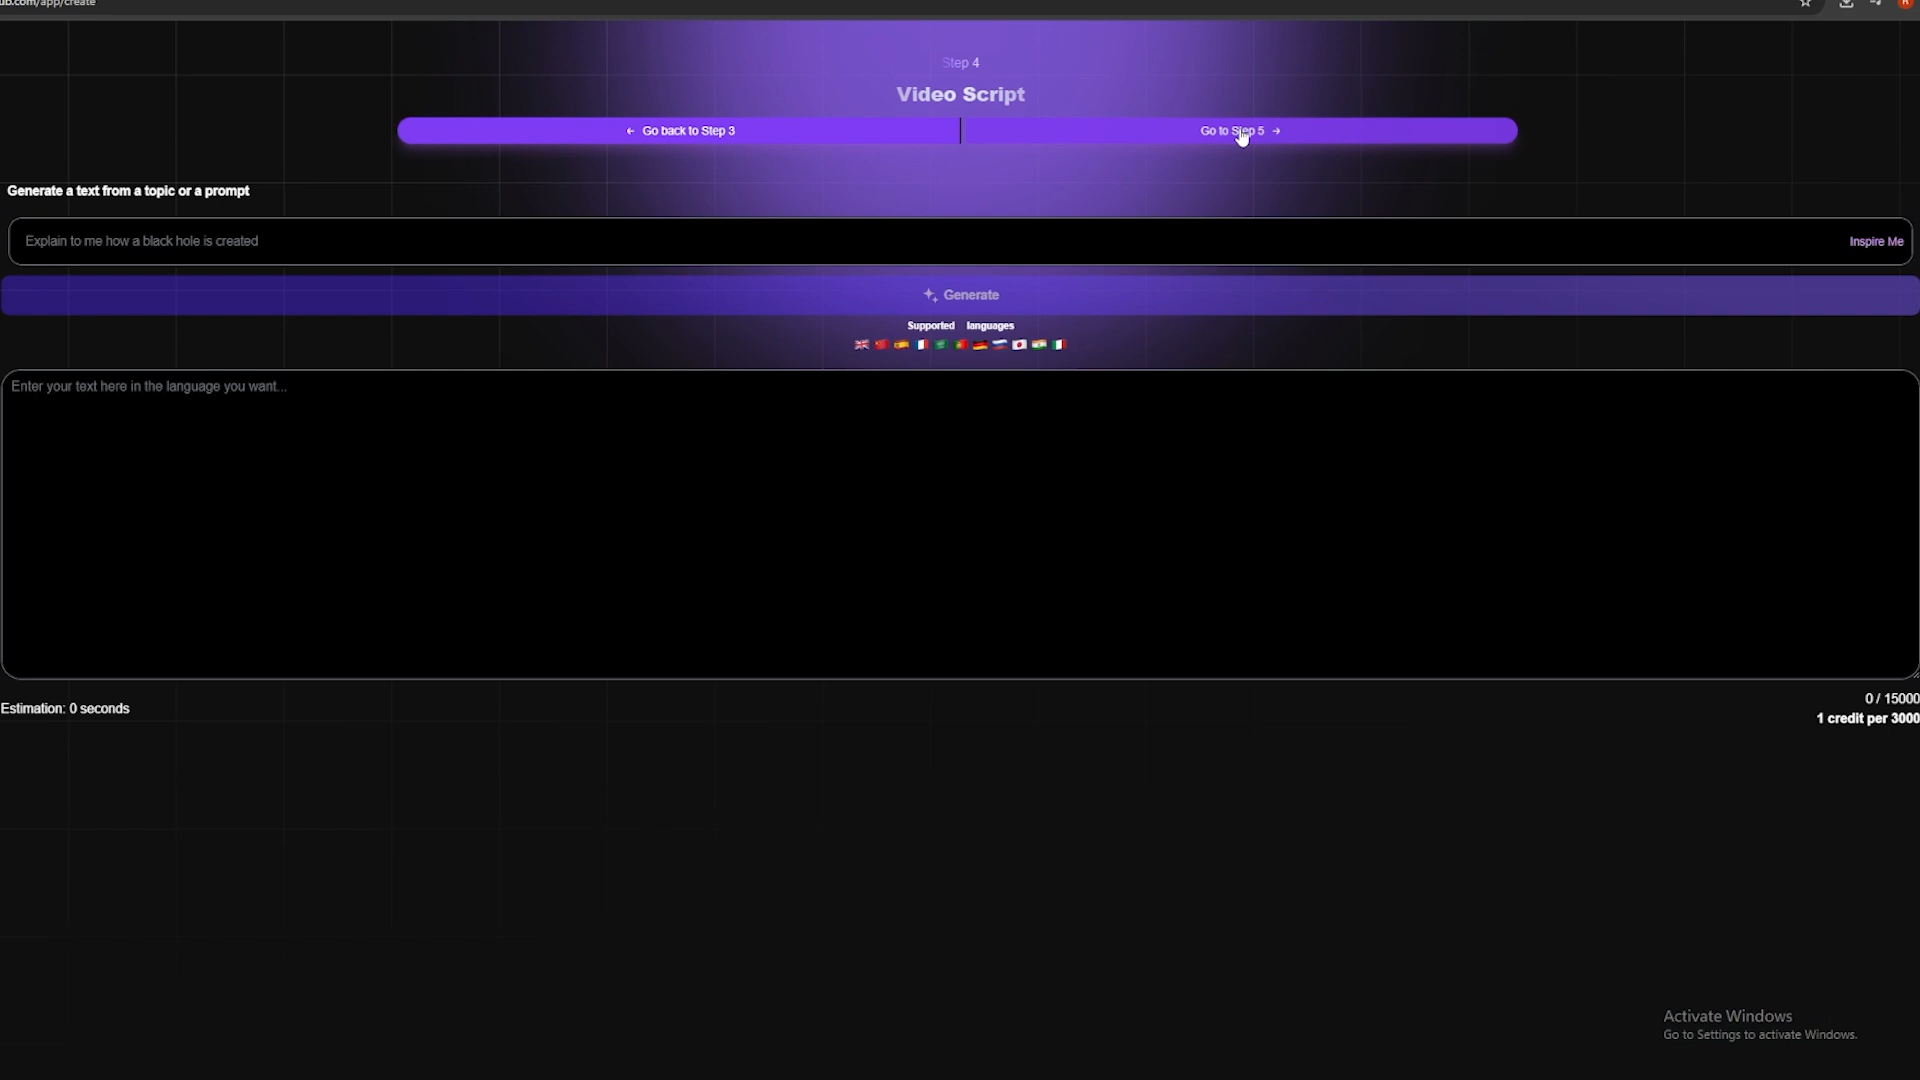 ub.com/app/create
Step 4
Video Script
← Go back to Step 3
Go to Step 5 →
Generate a text from a topic or a prompt
Explain to me how a black hole is created
Inspire Me
Generate
Supported languages
Enter your text here in the language you want...
Estimation: 0 seconds
0 / 15000
1 credit per 3000
Activate Windows
Go to Settings to activate Windows.